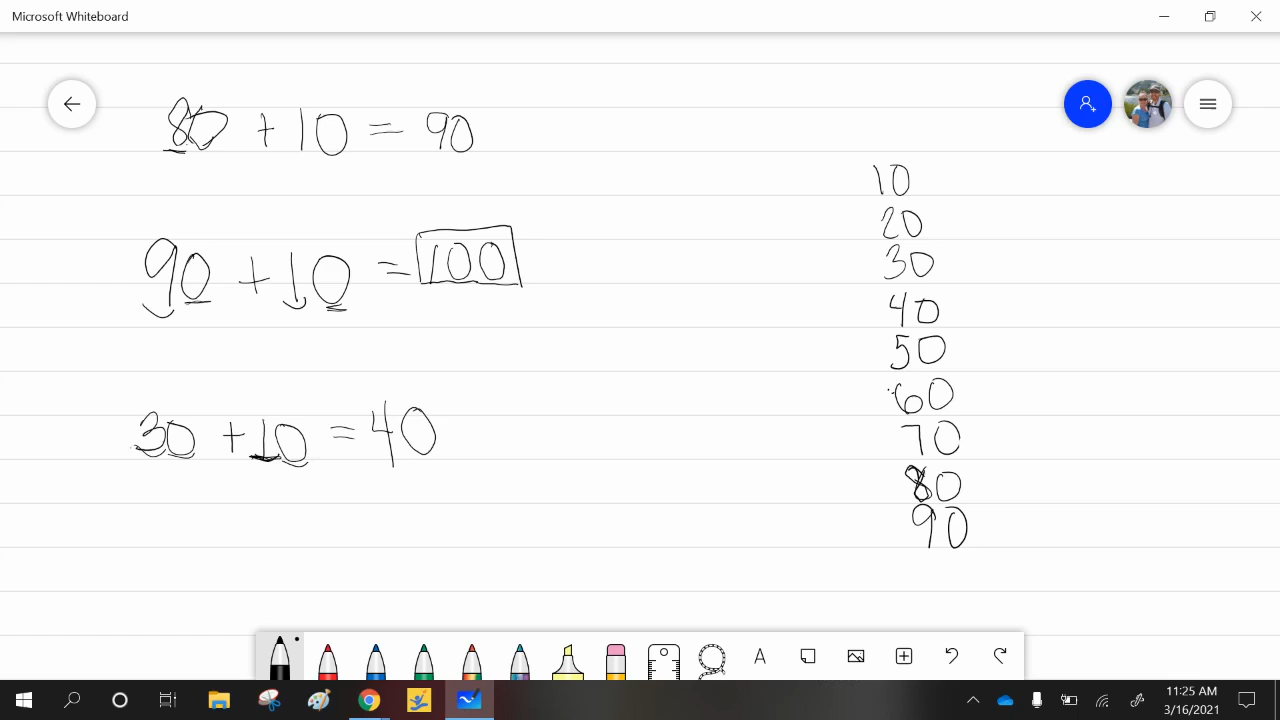 Microsoft Whiteboard
80 + 10 = 90
90 + 10 = 100
30 + 10 = 40
10
20
30
40
50
60
70
80
90
A
11:25 AM
3/16/2021